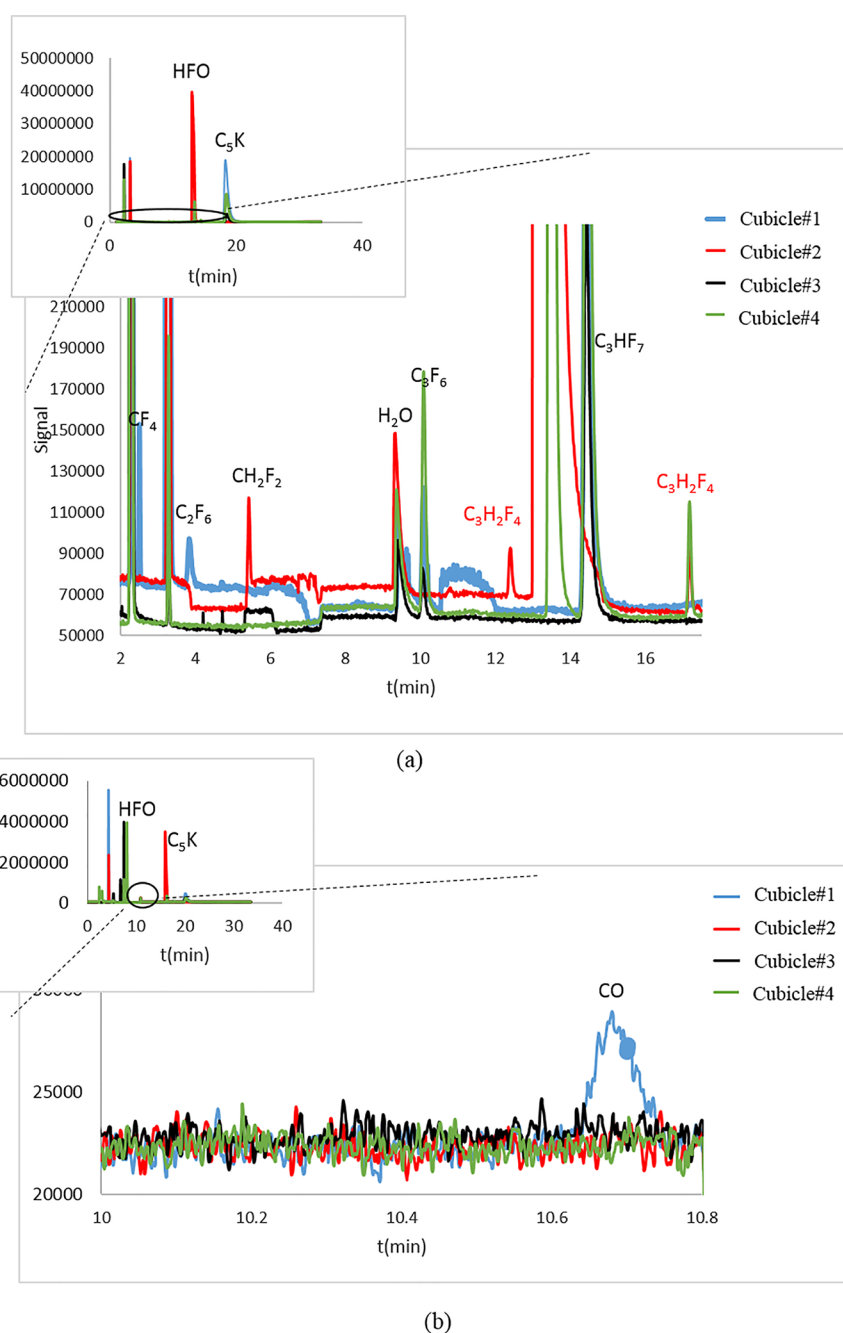 50000000
40000000
30000000
20000000
10000000
0
HFO
C₅K
0 20 40
t(min)
Cubicle#1
Cubicle#2
Cubicle#3
Cubicle#4
210000
190000
170000
150000
130000
110000
90000
70000
50000
Signal
CF₄
C₂F₆
CH₂F₂
H₂O
C₃F₆
C₃H₂F₄
C₃HF₇
C₃H₂F₄
2 4 6 8 10 12 14 16
t(min)
(a)
6000000
4000000
2000000
0
HFO
C₅K
0 10 20 30 40
t(min)
Cubicle#1
Cubicle#2
Cubicle#3
Cubicle#4
CO
25000
20000
10 10.2 10.4 10.6 10.8
t(min)
(b)